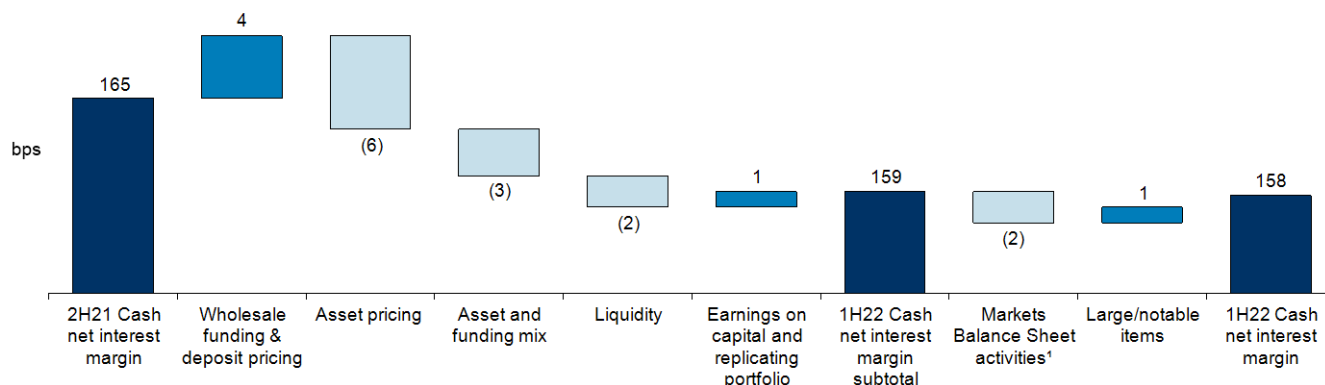 4
165
(6)
bps
(3)
(2)
1
159
(2)
1
158
2H21 Cash
net interest
margin
Wholesale
funding &
deposit pricing
Asset pricing
Asset and
funding mix
Liquidity
Earnings on
capital and
replicating
portfolio
1H22 Cash
net interest
margin
subtotal
Markets
Balance Sheet
activities¹
Large/notable
items
1H22 Cash
net interest
margin